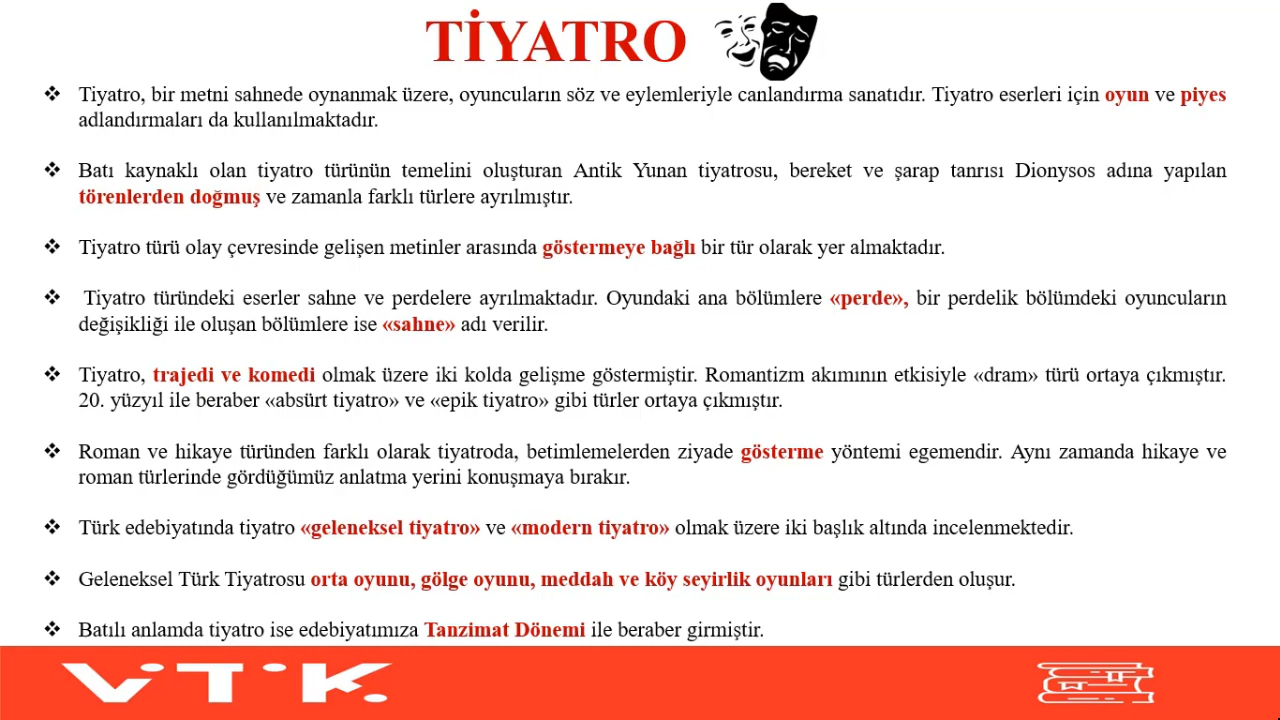 TİYATRO
❖ Tiyatro, bir metni sahnede oynanmak üzere, oyuncuların söz ve eylemleriyle canlandırma sanatıdır. Tiyatro eserleri için oyun ve piyes
adlandırmaları da kullanılmaktadır.
❖ Batı kaynaklı olan tiyatro türünün temelini oluşturan Antik Yunan tiyatrosu, bereket ve şarap tanrısı Dionysos adına yapılan
törenlerden doğmuş ve zamanla farklı türlere ayrılmıştır.
❖ Tiyatro türü olay çevresinde gelişen metinler arasında göstermeye bağlı bir tür olarak yer almaktadır.
❖ Tiyatro türündeki eserler sahne ve perdelere ayrılmaktadır. Oyundaki ana bölümlere «perde», bir perdelik bölümdeki oyuncuların
değişikliği ile oluşan bölümlere ise «sahne» adı verilir.
❖ Tiyatro, trajedi ve komedi olmak üzere iki kolda gelişme göstermiştir. Romantizm akımının etkisiyle «dram» türü ortaya çıkmıştır.
20. yüzyıl ile beraber «absürt tiyatro» ve «epik tiyatro» gibi türler ortaya çıkmıştır.
❖ Roman ve hikaye türünden farklı olarak tiyatroda, betimlemelerden ziyade gösterme yöntemi egemendir. Aynı zamanda hikaye ve
roman türlerinde gördüğümüz anlatma yerini konuşmaya bırakır.
❖ Türk edebiyatında tiyatro «geleneksel tiyatro» ve «modern tiyatro» olmak üzere iki başlık altında incelenmektedir.
❖ Geleneksel Türk Tiyatrosu orta oyunu, gölge oyunu, meddah ve köy seyirlik oyunları gibi türlerden oluşur.
❖ Batılı anlamda tiyatro ise edebiyatımıza Tanzimat Dönemi ile beraber girmiştir.